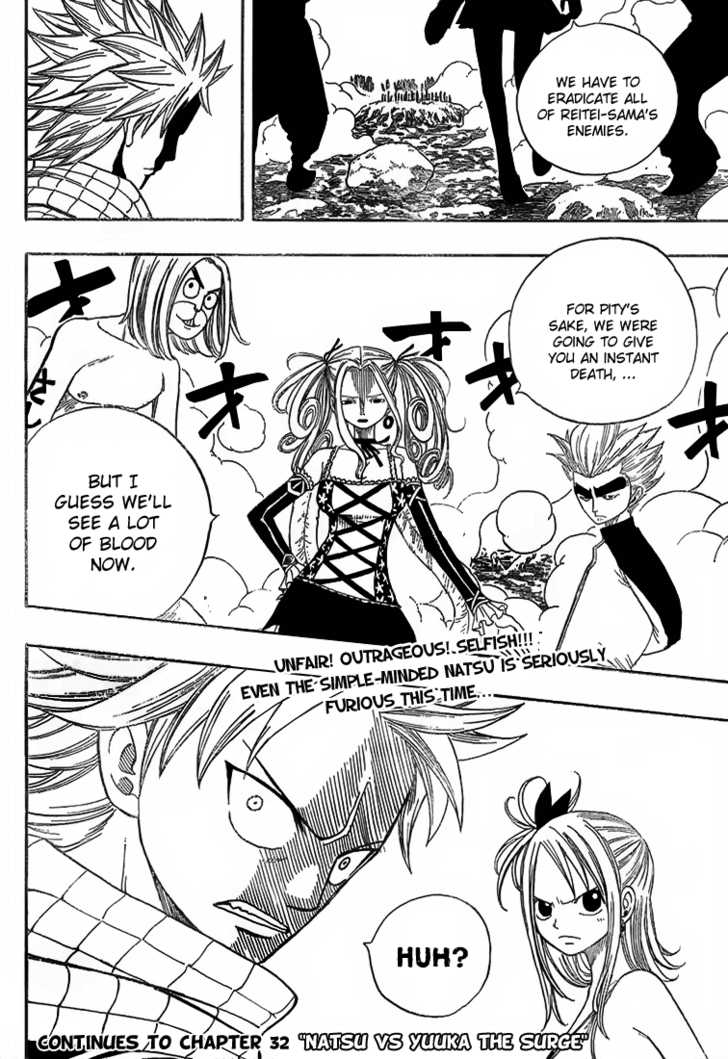 WE HAVE TO
ERADICATE ALL
OF REITEI-SAMA'S
ENEMIES.
FOR PITY'S
SAKE, WE WERE
GOING TO GIVE
YOU AN INSTANT
DEATH, ...
BUT I
GUESS WE'LL
SEE A LOT
OF BLOOD
NOW.
UNFAIR! OUTRAGEOUS! SELFISH!!!
EVEN THE SIMPLE-MINDED NATSU IS SERIOUSLY
FURIOUS THIS TIME...
HUH?
CONTINUES TO CHAPTER 32 "NATSU VS YUUKA THE SURGE"